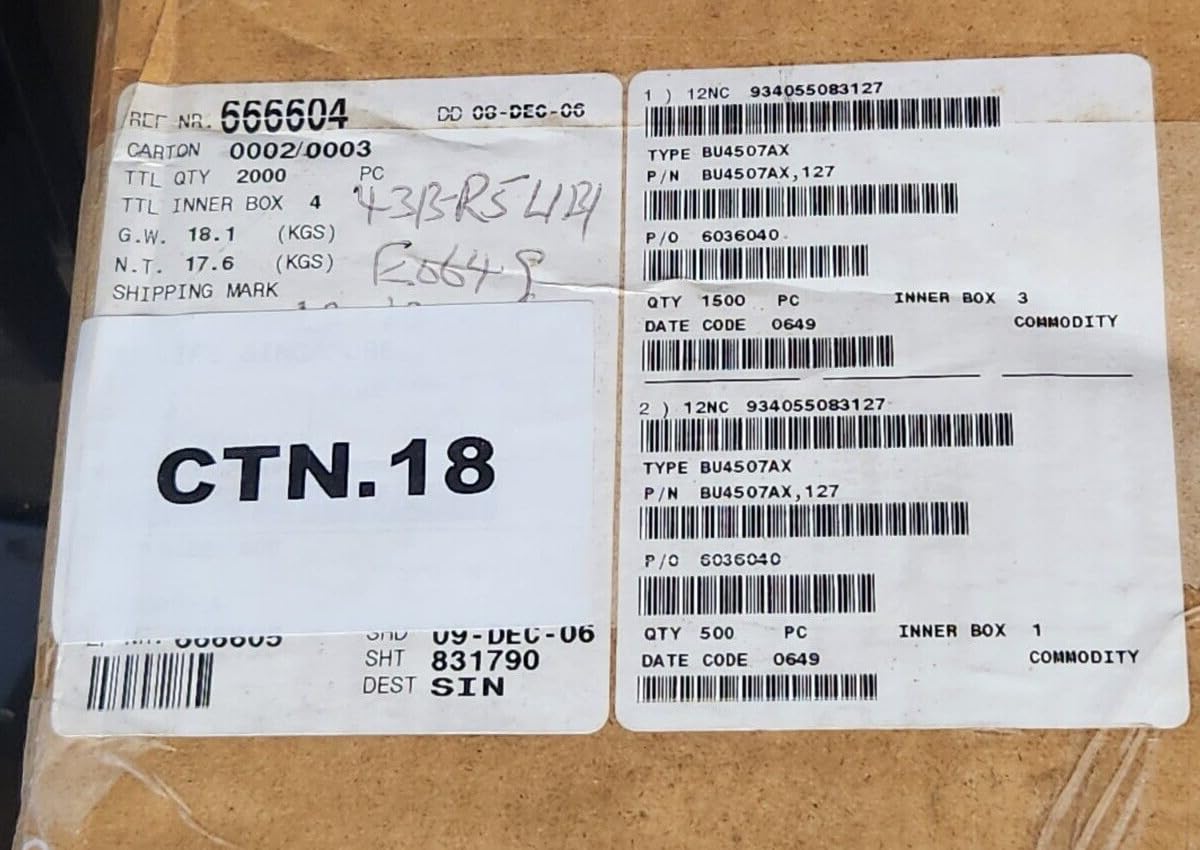 REF NR. 666604 DD 08-DEC-06
CARTON 0002/0003
TTL QTY 2000 PC
TTL INNER BOX 4
G.W. 18.1 (KGS)
N.T. 17.6 (KGS)
SHIPPING MARK
CTN.18
09-DEC-06
SHT 831790
DEST SIN
1 ) 12NC 934055083127
TYPE BU4507AX
P/N BU4507AX,127
P/O 6036040
QTY 1500 PC INNER BOX 3
DATE CODE 0649 COMMODITY
2 ) 12NC 934055083127
TYPE BU4507AX
P/N BU4507AX,127
P/O 6036040
QTY 500 PC INNER BOX 1
DATE CODE 0649 COMMODITY